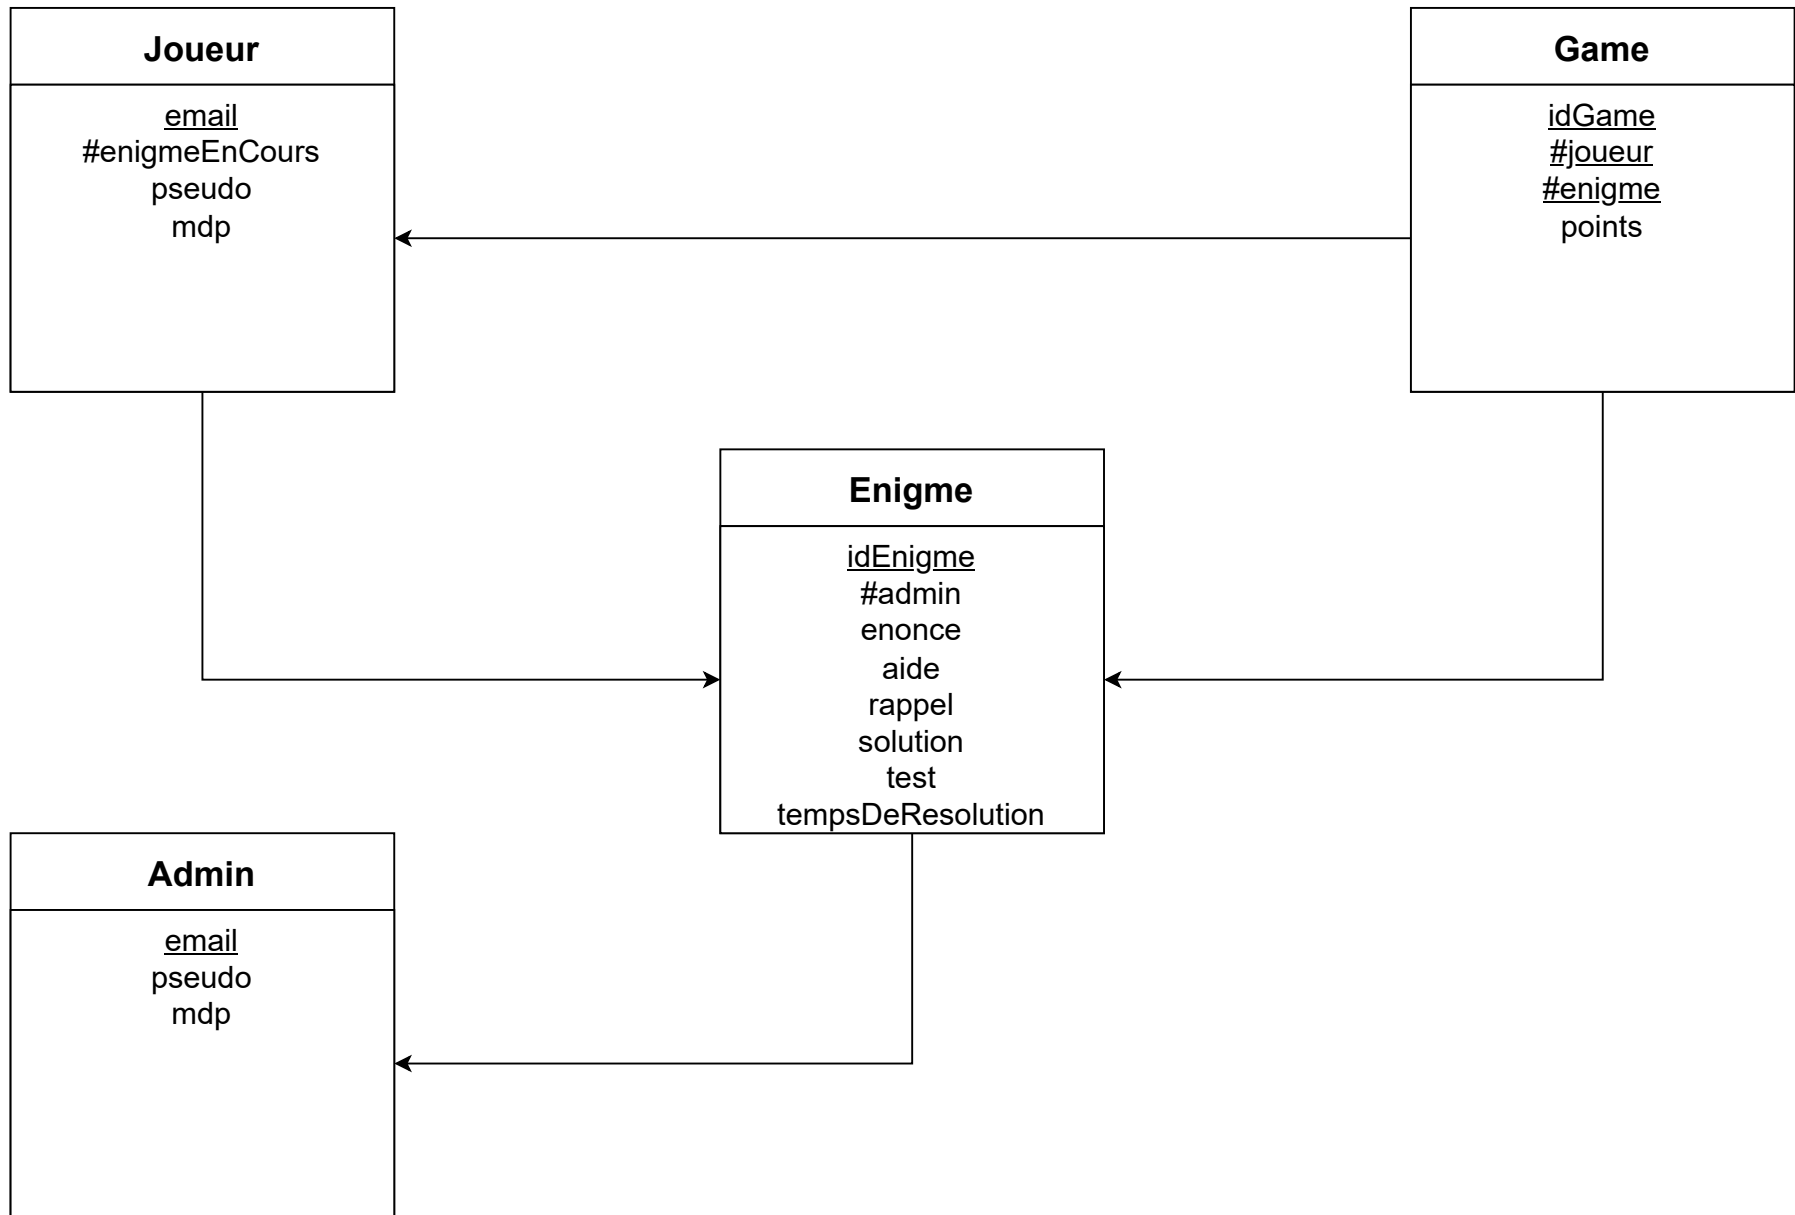 Joueur
email
#enigmeEnCours
pseudo
mdp
Game
idGame
#joueur
#enigme
points
Enigme
idEnigme
#admin
enonce
aide
rappel
solution
test
tempsDeResolution
Admin
email
pseudo
mdp